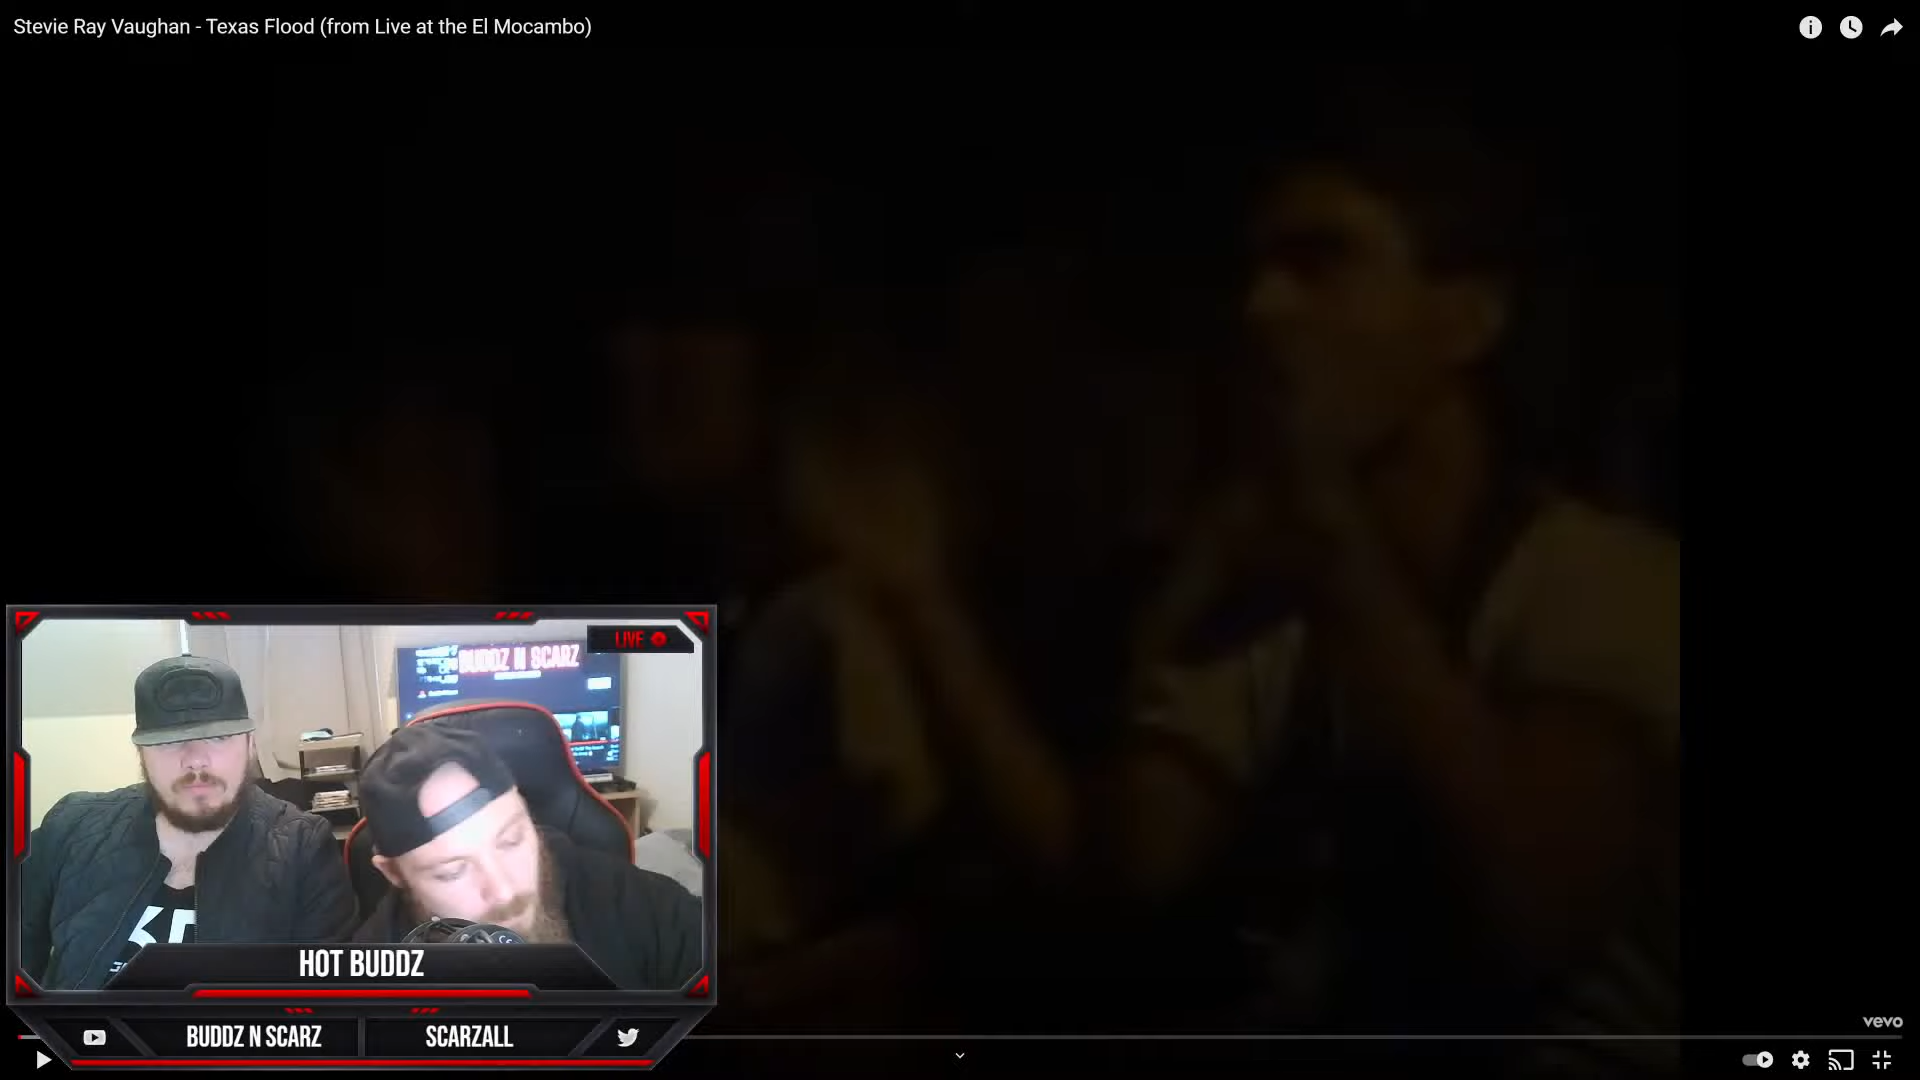 Stevie Ray Vaughan - Texas Flood (from Live at the El Mocambo)
LIVE
BUDDZ N SCARZ
HOT BUDDZ
BUDDZ N SCARZ
SCARZALL
vevo